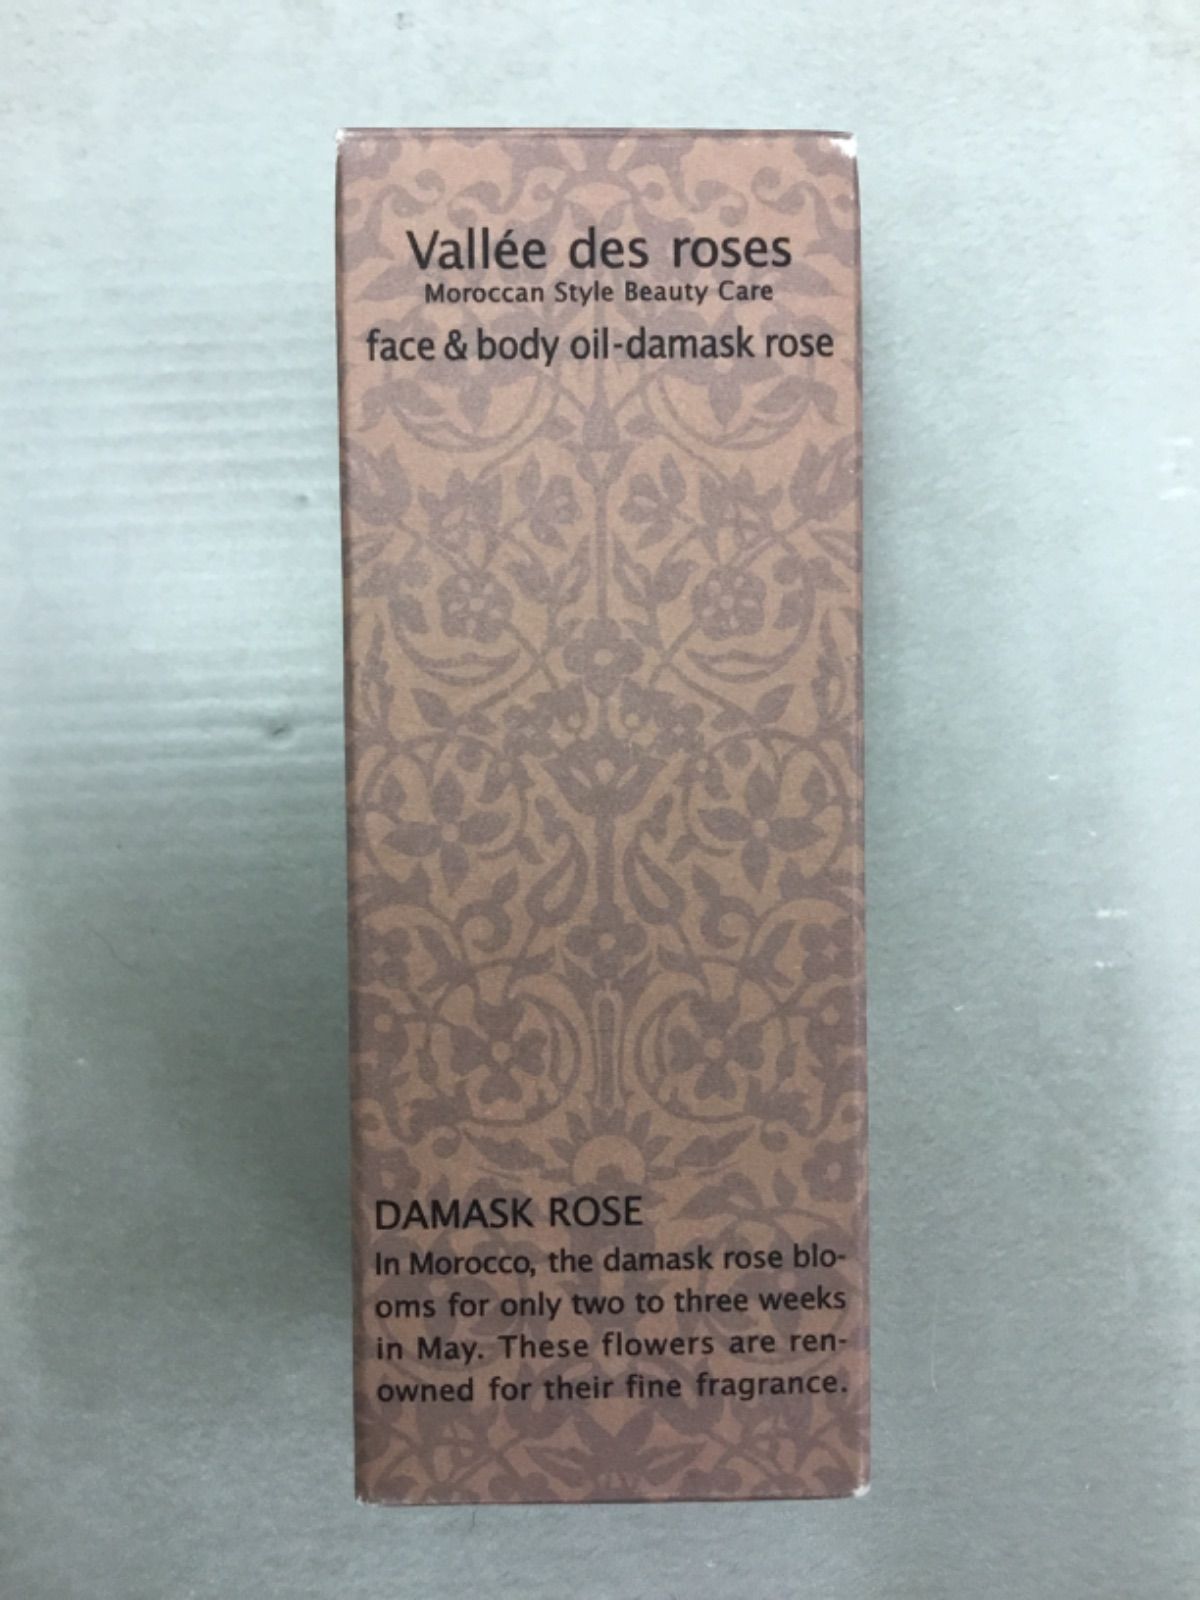 Vallée des roses
Moroccan Style Beauty Care
face & body oil-damask rose
DAMASK ROSE
In Morocco, the damask rose blo-
oms for only two to three weeks
in May. These flowers are ren-
owned for their fine fragrance.